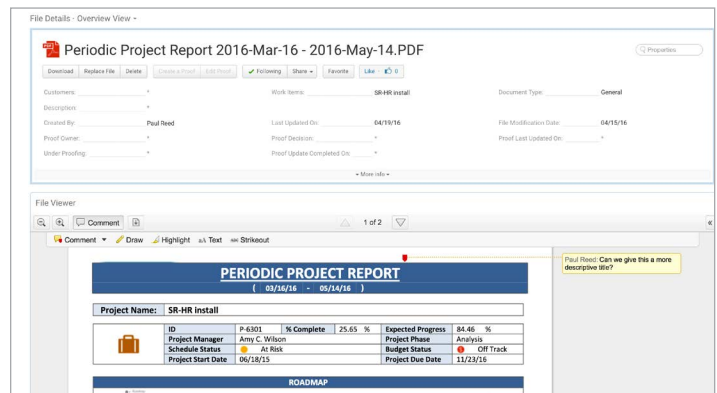 File Details · Overview View
Periodic Project Report 2016-Mar-16 - 2016-May-14.PDF
Properties
Download Replace File Delete Create a Proof Edit Proof Following Share Favorite Like · 0
Customers: * Work Items: SR-HR install Document Type: General
Description: *
Created By: Paul Reed Last Updated On: 04/19/16 File Modification Date: 04/15/16
Proof Owner: * Proof Decision: * Proof Last Updated On: *
Under Proofing: * Proof Update Completed On: *
More info
File Viewer
Comment 1 of 2 «
Comment Draw Highlight aA Text abc Strikeout
Paul Reed: Can we give this a more
descriptive title?
PERIODIC PROJECT REPORT
( 03/16/16 - 05/14/16 )
Project Name: SR-HR install
ID P-6301 % Complete 25.65 % Expected Progress 84.46 %
Project Manager Amy C. Wilson Project Phase Analysis
Schedule Status At Risk Budget Status Off Track
Project Start Date 06/18/15 Project Due Date 11/23/16
ROADMAP